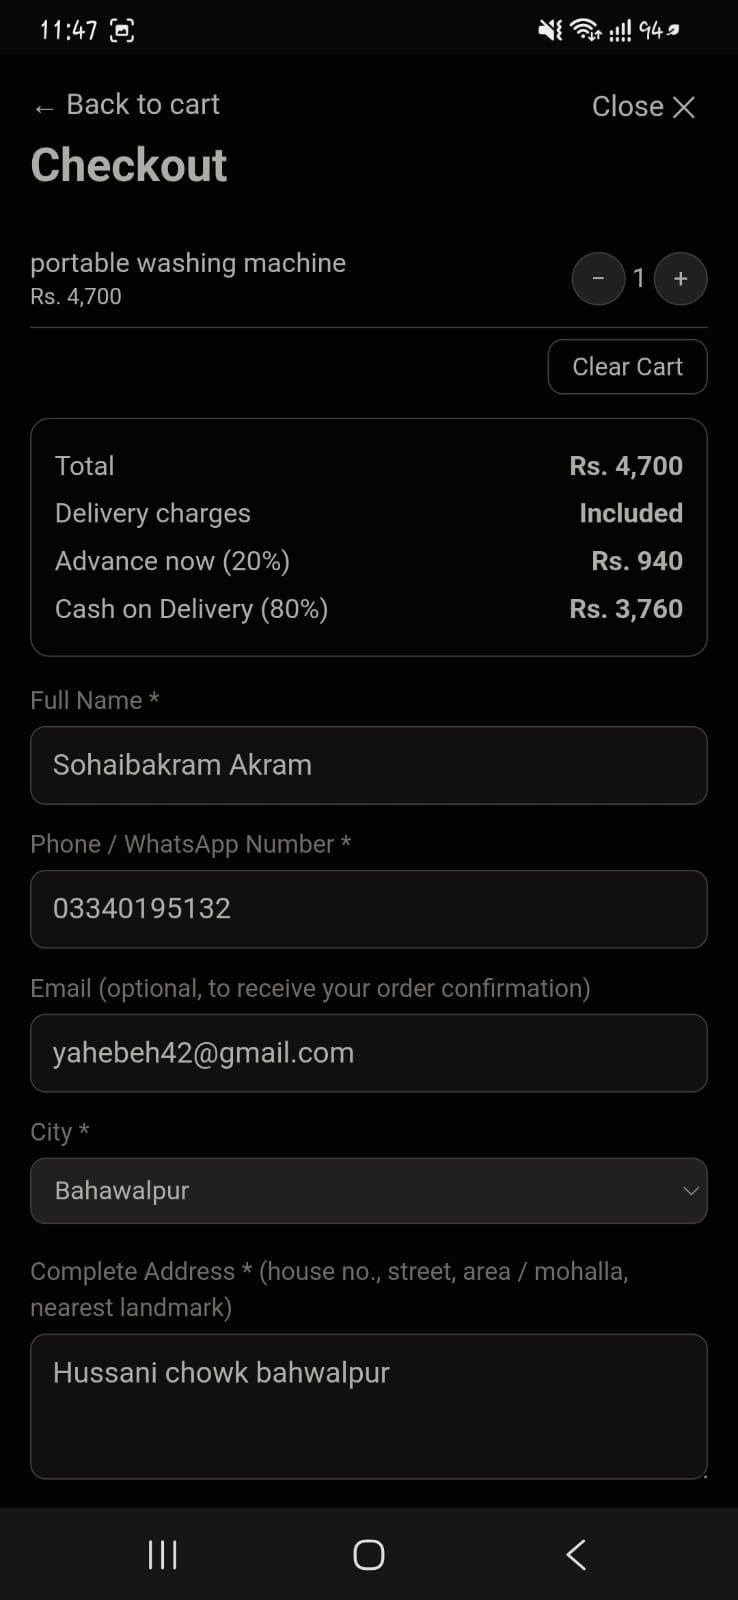 11:47
94
← Back to cart
Close ×
Checkout
portable washing machine
Rs. 4,700
− 1 +
Clear Cart
Total Rs. 4,700
Delivery charges Included
Advance now (20%) Rs. 940
Cash on Delivery (80%) Rs. 3,760
Full Name *
Sohaibakram Akram
Phone / WhatsApp Number *
03340195132
Email (optional, to receive your order confirmation)
yahebeh42@gmail.com
City *
Bahawalpur
Complete Address * (house no., street, area / mohalla,
nearest landmark)
Hussani chowk bahwalpur